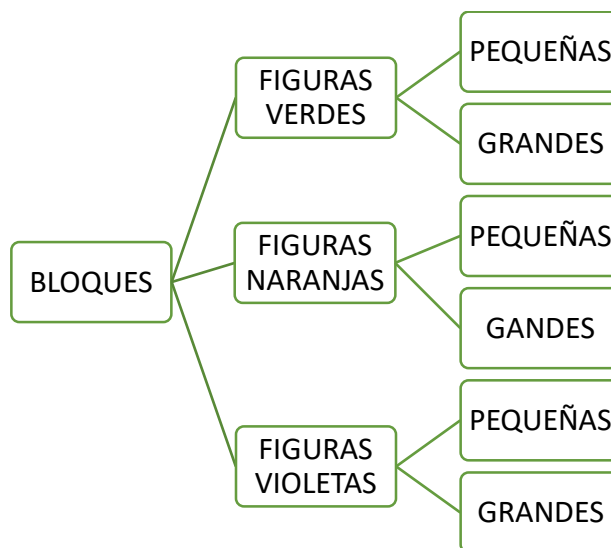 BLOQUES
FIGURAS
VERDES
PEQUEÑAS
GRANDES
FIGURAS
NARANJAS
PEQUEÑAS
GANDES
FIGURAS
VIOLETAS
PEQUEÑAS
GRANDES